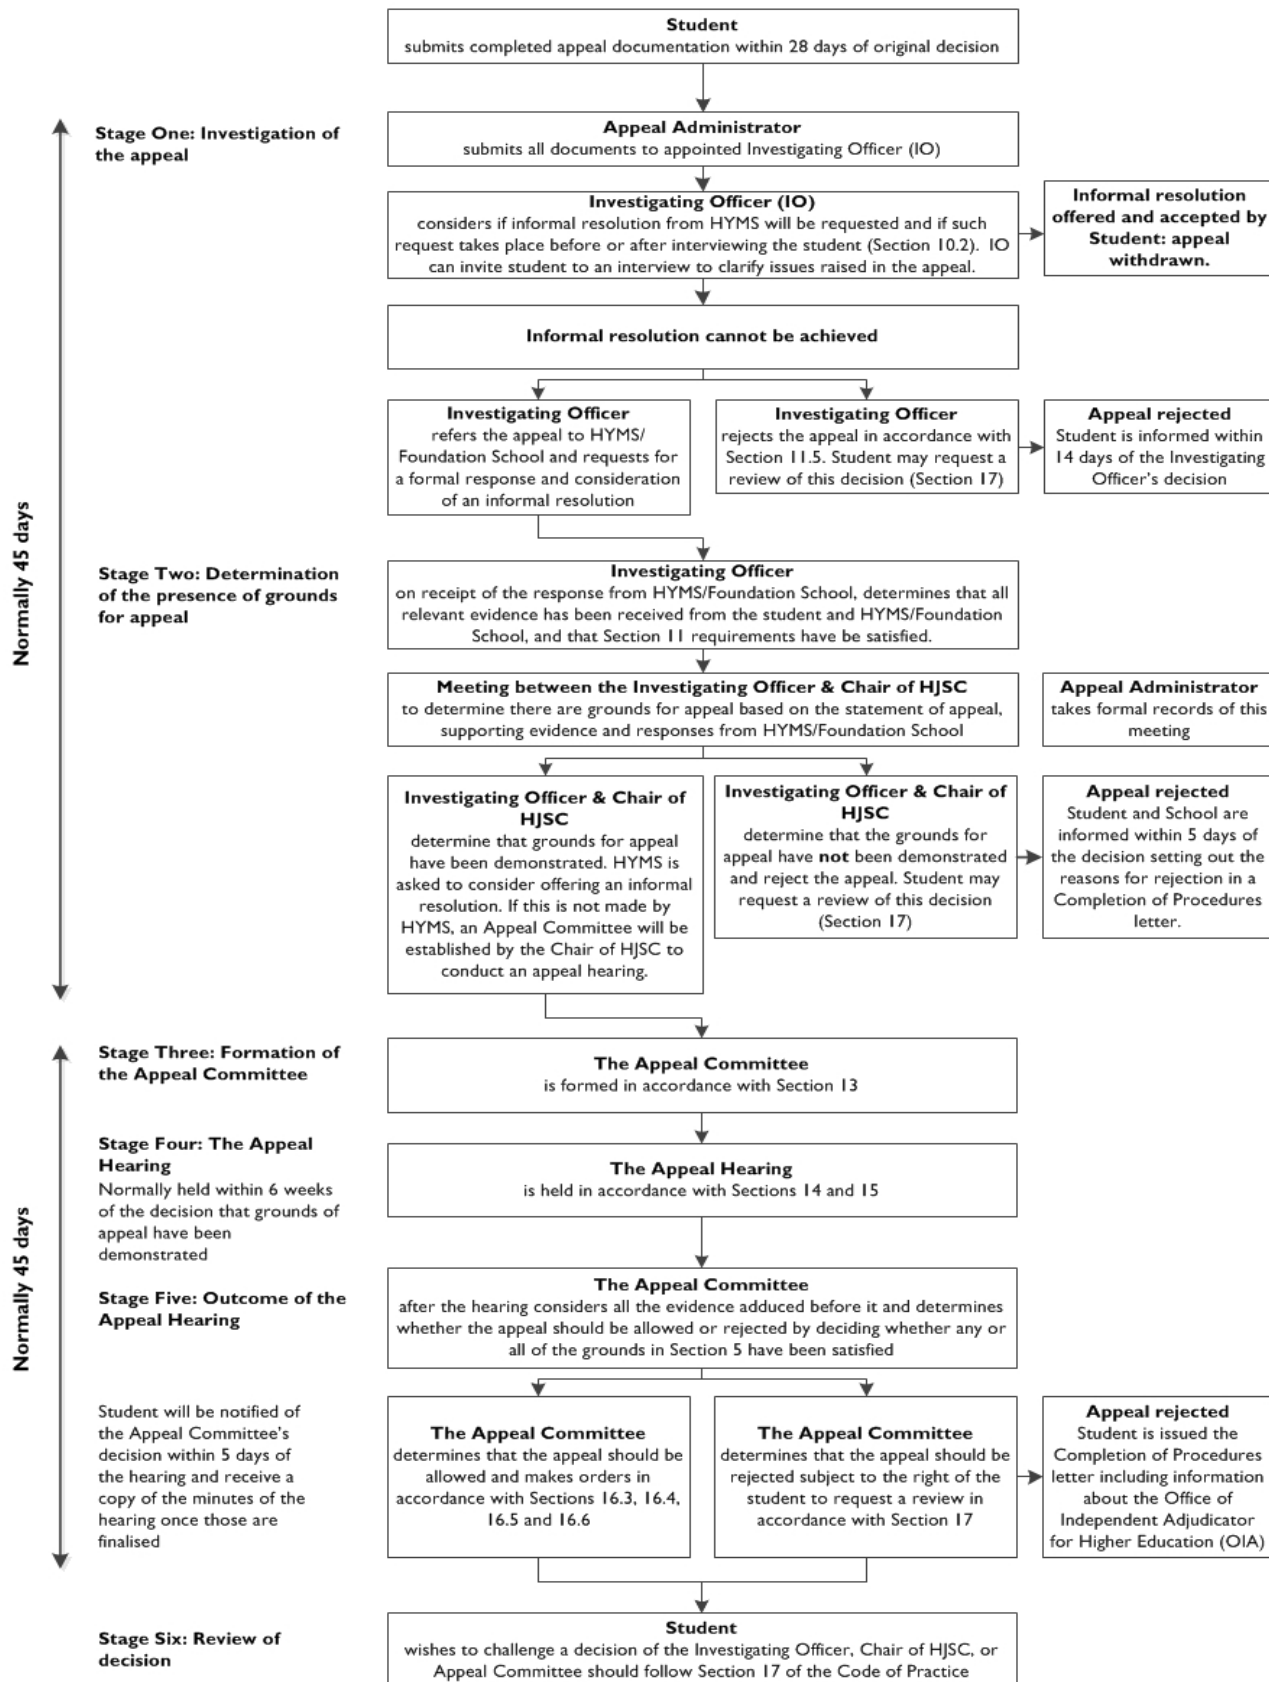 Student
submits completed appeal documentation within 28 days of original decision
Stage One: Investigation of
the appeal
Appeal Administrator
submits all documents to appointed Investigating Officer (IO)
Investigating Officer (IO)
considers if informal resolution from HYMS will be requested and if such
request takes place before or after interviewing the student (Section 10.2). IO
can invite student to an interview to clarify issues raised in the appeal.
Informal resolution
offered and accepted by
Student: appeal
withdrawn.
Informal resolution cannot be achieved
Investigating Officer
refers the appeal to HYMS/
Foundation School and requests for
a formal response and consideration
of an informal resolution
Investigating Officer
rejects the appeal in accordance with
Section 11.5. Student may request a
review of this decision (Section 17)
Appeal rejected
Student is informed within
14 days of the Investigating
Officer's decision
Normally 45 days
Stage Two: Determination
of the presence of grounds
for appeal
Investigating Officer
on receipt of the response from HYMS/Foundation School, determines that all
relevant evidence has been received from the student and HYMS/Foundation
School, and that Section 11 requirements have be satisfied.
Meeting between the Investigating Officer & Chair of HJSC
to determine there are grounds for appeal based on the statement of appeal,
supporting evidence and responses from HYMS/Foundation School
Appeal Administrator
takes formal records of this
meeting
Investigating Officer & Chair of
HJSC
determine that grounds for appeal
have been demonstrated. HYMS is
asked to consider offering an informal
resolution. If this is not made by
HYMS, an Appeal Committee will be
established by the Chair of HJSC to
conduct an appeal hearing.
Investigating Officer & Chair of
HJSC
determine that the grounds for
appeal have not been demonstrated
and reject the appeal. Student may
request a review of this decision
(Section 17)
Appeal rejected
Student and School are
informed within 5 days of
the decision setting out the
reasons for rejection in a
Completion of Procedures
letter.
Stage Three: Formation of
the Appeal Committee
The Appeal Committee
is formed in accordance with Section 13
Stage Four: The Appeal
Hearing
Normally held within 6 weeks
of the decision that grounds of
appeal have been
demonstrated
The Appeal Hearing
is held in accordance with Sections 14 and 15
Normally 45 days
Stage Five: Outcome of the
Appeal Hearing
The Appeal Committee
after the hearing considers all the evidence adduced before it and determines
whether the appeal should be allowed or rejected by deciding whether any or
all of the grounds in Section 5 have been satisfied
Student will be notified of
the Appeal Committee's
decision within 5 days of
the hearing and receive a
copy of the minutes of the
hearing once those are
finalised
The Appeal Committee
determines that the appeal should be
allowed and makes orders in
accordance with Sections 16.3, 16.4,
16.5 and 16.6
The Appeal Committee
determines that the appeal should be
rejected subject to the right of the
student to request a review in
accordance with Section 17
Appeal rejected
Student is issued the
Completion of Procedures
letter including information
about the Office of
Independent Adjudicator
for Higher Education (OIA)
Stage Six: Review of
decision
Student
wishes to challenge a decision of the Investigating Officer, Chair of HJSC, or
Appeal Committee should follow Section 17 of the Code of Practice